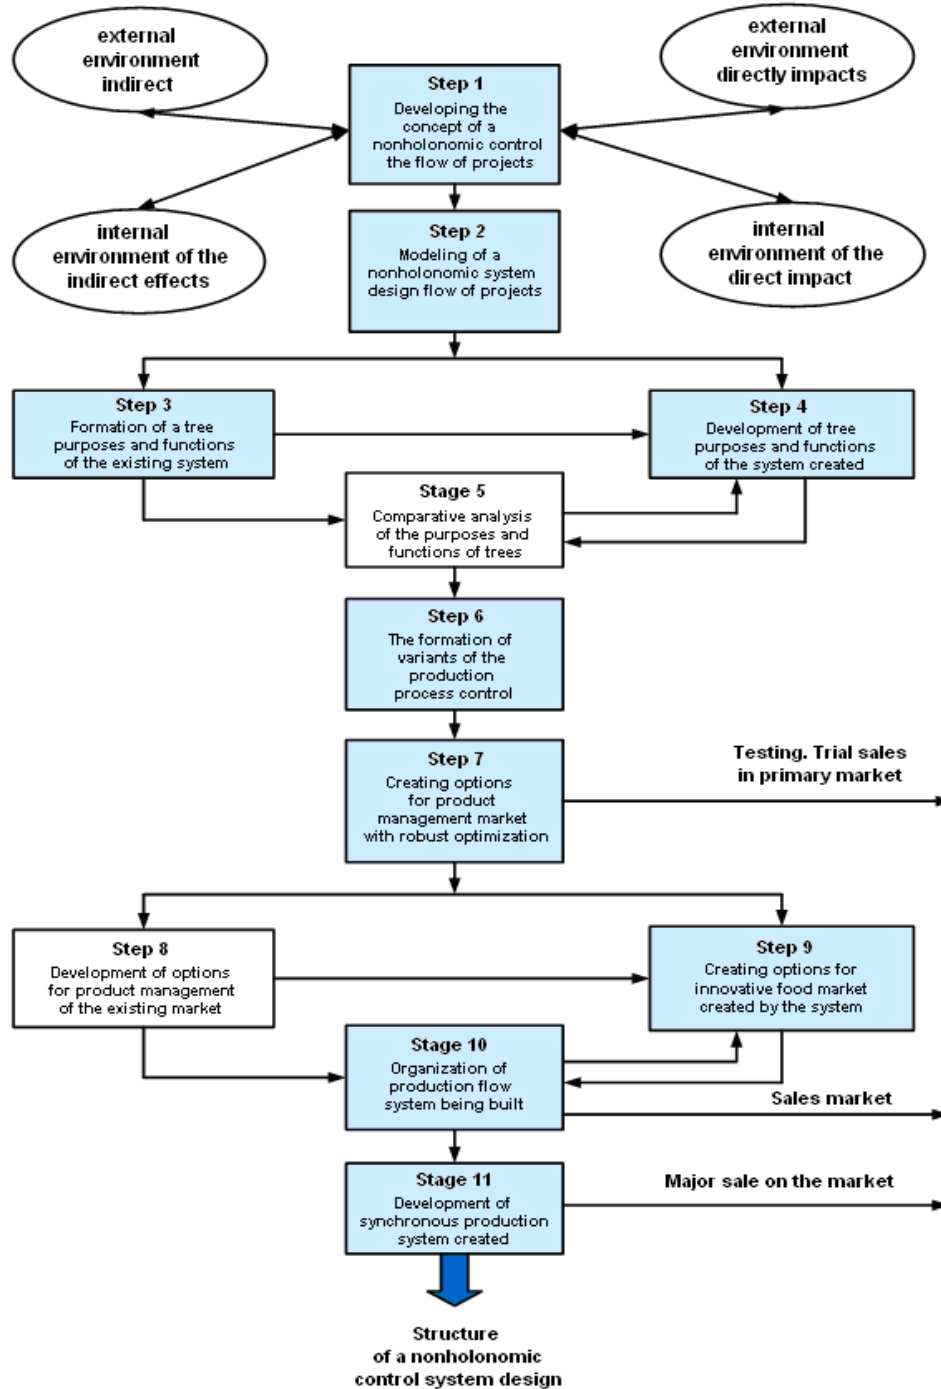 external
environment
indirect
external
environment
directly impacts
Step 1
Developing the
concept of a
nonholonomic control
the flow of projects
internal
environment of the
indirect effects
Step 2
Modeling of a
nonholonomic system
design flow of projects
internal
environment of the
direct impact
Step 3
Formation of a tree
purposes and functions
of the existing system
Step 4
Development of tree
purposes and functions
of the system created
Stage 5
Comparative analysis
of the purposes and
functions of trees
Step 6
The formation of
variants of the
production
process control
Step 7
Creating options
for product
management market
with robust optimization
Testing. Trial sales
in primary market
Step 8
Development of options
for product management
of the existing market
Step 9
Creating options for
innovative food market
created by the system
Stage 10
Organization of
production flow
system being built
Sales market
Stage 11
Development of
synchronous production
system created
Major sale on the market
Structure
of a nonholonomic
control system design